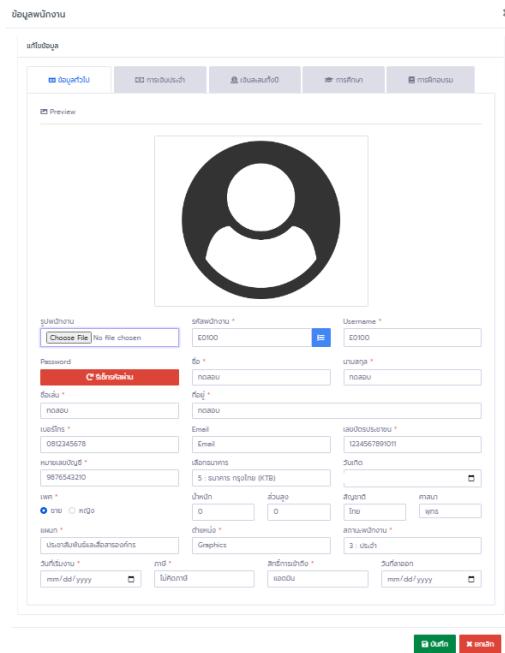 ข้อมูลพนักงาน
แก้ไขข้อมูล
ข้อมูลทั่วไป การเงินประจำ เงินสะสมทั้งปี การศึกษา การฝึกอบรม
Preview
รูปพนักงาน รหัสพนักงาน * Username *
Choose File No file chosen E0100 E0100
Password ชื่อ * นามสกุล *
รีเซ็ทรหัสผ่าน ทดสอบ ทดสอบ
ชื่อเล่น * ที่อยู่ *
ทดสอบ ทดสอบ
เบอร์โทร * Email เลขบัตรประชาชน *
0812345678 Email 1234567891011
หมายเลขบัญชี * เลือกธนาคาร วันเกิด
9876543210 5 : ธนาคาร กรุงไทย (KTB)
เพศ * น้ำหนัก ส่วนสูง สัญชาติ ศาสนา
ชาย หญิง 0 0 ไทย พุทธ
แผนก * ตำแหน่ง * สถานะพนักงาน *
ประชาสัมพันธ์และสื่อสารองค์กร Graphics 3 : ประจำ
วันที่เริ่มงาน * ภาษี * สิทธิ์การเข้าถึง * วันที่ลาออก
mm/dd/yyyy ไม่คิดภาษี แอดมิน mm/dd/yyyy
บันทึก ยกเลิก